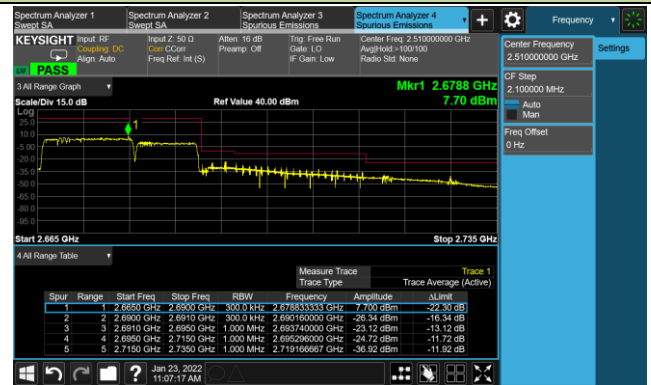 Spectrum Analyzer 1
Swept SA
Spectrum Analyzer 2
Swept SA
Spectrum Analyzer 3
Spurious Emissions
Spectrum Analyzer 4
Spurious Emissions
+
Frequency
KEYSIGHT
Input: RF
Coupling: DC
Align: Auto
Input Z: 50 Ω
Corr CCorr
Freq Ref: Int (S)
Atten: 16 dB
Preamp: Off
Trig: Free Run
Gate: LO
IF Gain: Low
Center Freq: 2.510000000 GHz
Avg|Hold:>100/100
Radio Std: None
PASS
Center Frequency
2.510000000 GHz
Settings
CF Step
2.100000 MHz
Auto
Man
Freq Offset
0 Hz
3 All Range Graph
Mkr1 2.6788 GHz
Scale/Div 15.0 dB
Ref Value 40.00 dBm
7.70 dBm
Log
25.0
10.0
-5.00
-20.0
-35.0
-50.0
-65.0
-80.0
-95.0
1
Start 2.665 GHz
Stop 2.735 GHz
4 All Range Table
Measure Trace Trace 1
Trace Type Trace Average (Active)
Spur Range Start Freq Stop Freq RBW Frequency Amplitude ΔLimit
1 1 2.6650 GHz 2.6900 GHz 300.0 kHz 2.678833333 GHz 7.700 dBm -22.30 dB
2 2 2.6900 GHz 2.6910 GHz 300.0 kHz 2.690160000 GHz -26.34 dBm -16.34 dB
3 3 2.6910 GHz 2.6950 GHz 1.000 MHz 2.693740000 GHz -23.12 dBm -13.12 dB
4 4 2.6950 GHz 2.7150 GHz 1.000 MHz 2.695296000 GHz -24.72 dBm -11.72 dB
5 5 2.7150 GHz 2.7350 GHz 1.000 MHz 2.719166667 GHz -36.92 dBm -11.92 dB
?
Jan 23, 2022
11:07:17 AM